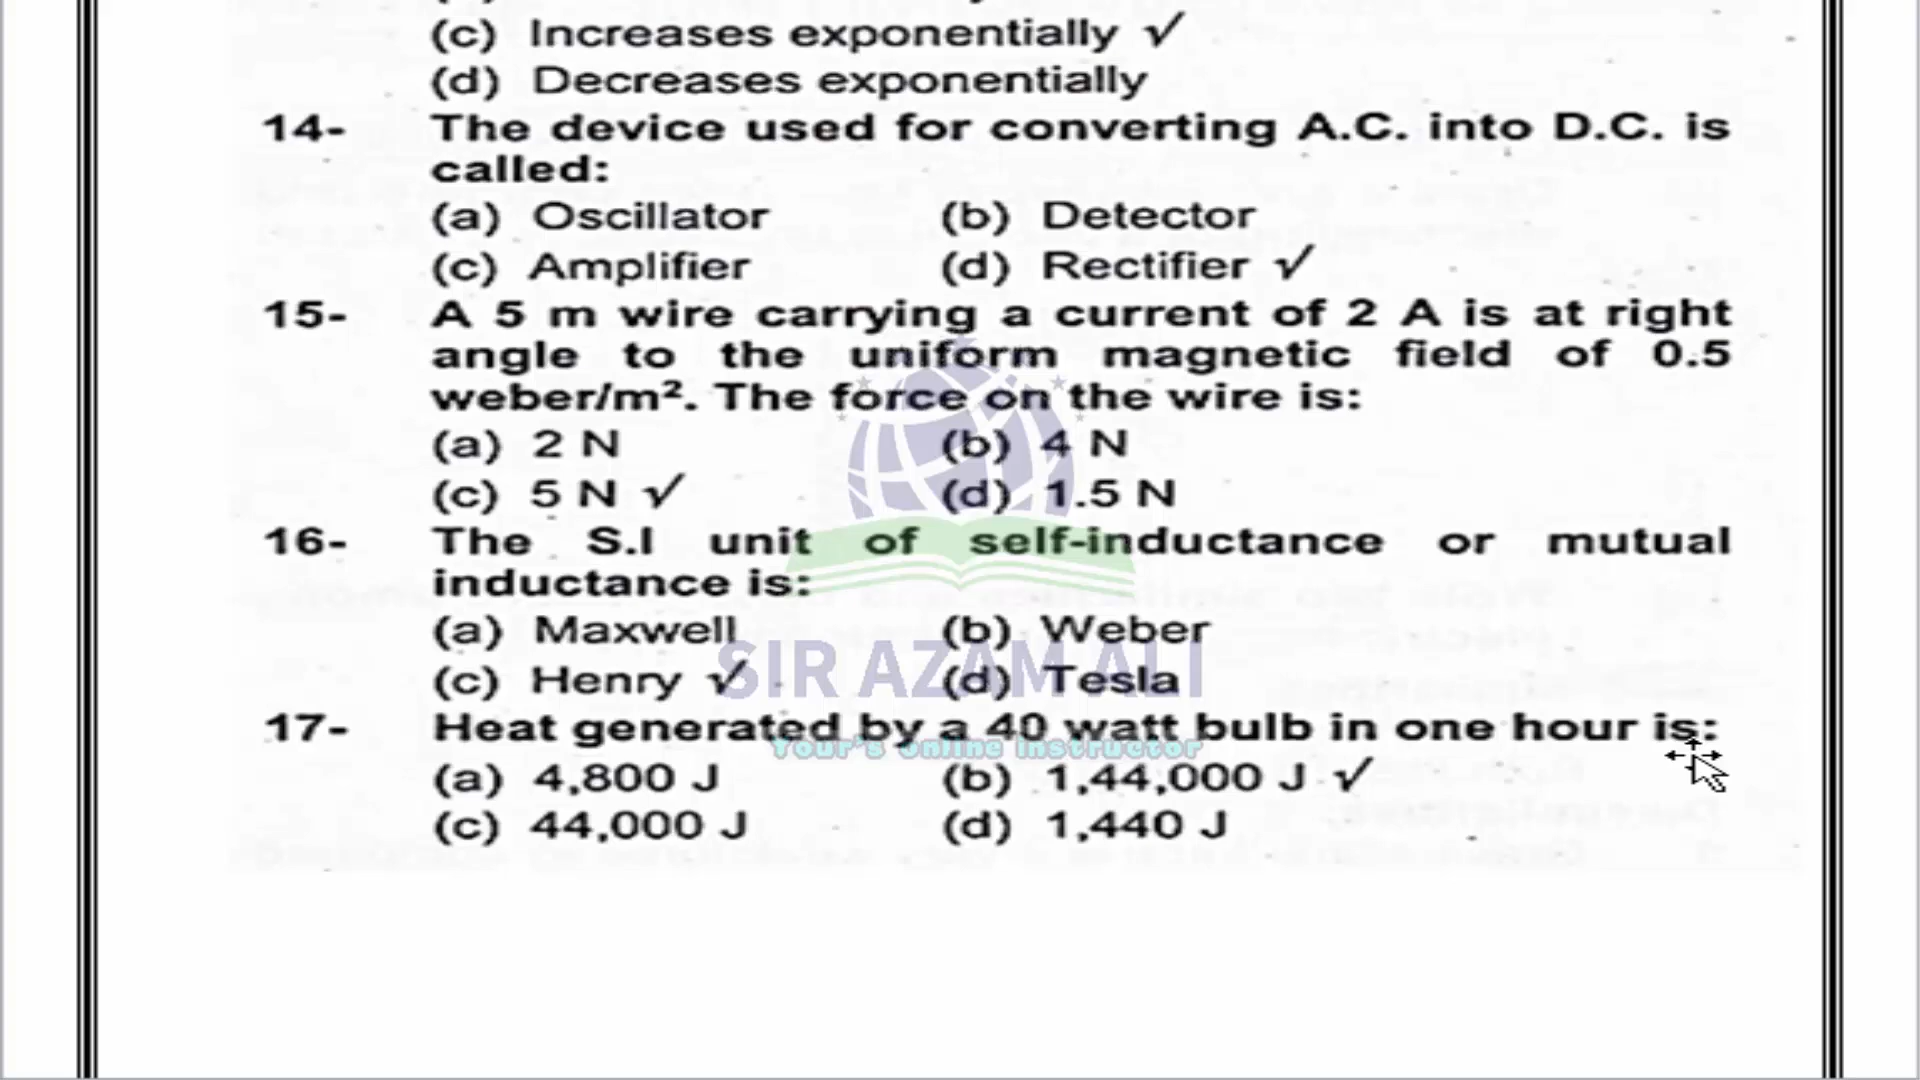 (c) Increases exponentially ✓
(d) Decreases exponentially
14- The device used for converting A.C. into D.C. is
called:
(a) Oscillator (b) Detector
(c) Amplifier (d) Rectifier ✓
15- A 5 m wire carrying a current of 2 A is at right
angle to the uniform magnetic field of 0.5
weber/m². The force on the wire is:
(a) 2 N (b) 4 N
(c) 5 N ✓ (d) 1.5 N
16- The S.I unit of self-inductance or mutual
inductance is:
(a) Maxwell (b) Weber
SIR AZAM ALI
(c) Henry ✓ (d) Tesla
17- Heat generated by a 40 watt bulb in one hour is:
Your's Online Instructor
(a) 4,800 J (b) 1,44,000 J ✓
(c) 44,000 J (d) 1,440 J